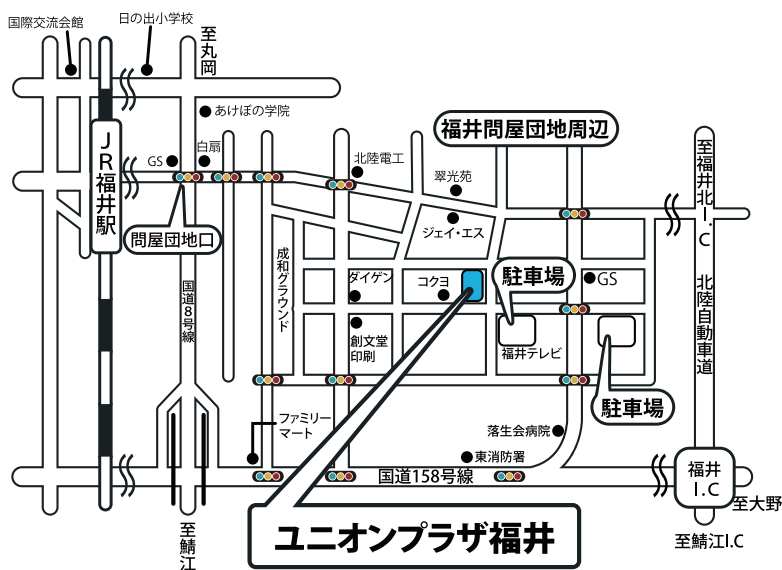 国際交流会館
日の出小学校
至丸岡
あけぼの学院
福井問屋団地周辺
GS
白扇
北陸電工
翠光苑
ジェイ・エス
JR福井駅
至福井北I.C
問屋団地口
成和グラウンド
ダイゲン
コクヨ
駐車場
GS
北陸自動車道
国道8号線
創文堂
印刷
福井テレビ
駐車場
ファミリー
マート
落生会病院
東消防署
国道158号線
福井
I.C
至大野
至鯖江
ユニオンプラザ福井
至鯖江I.C